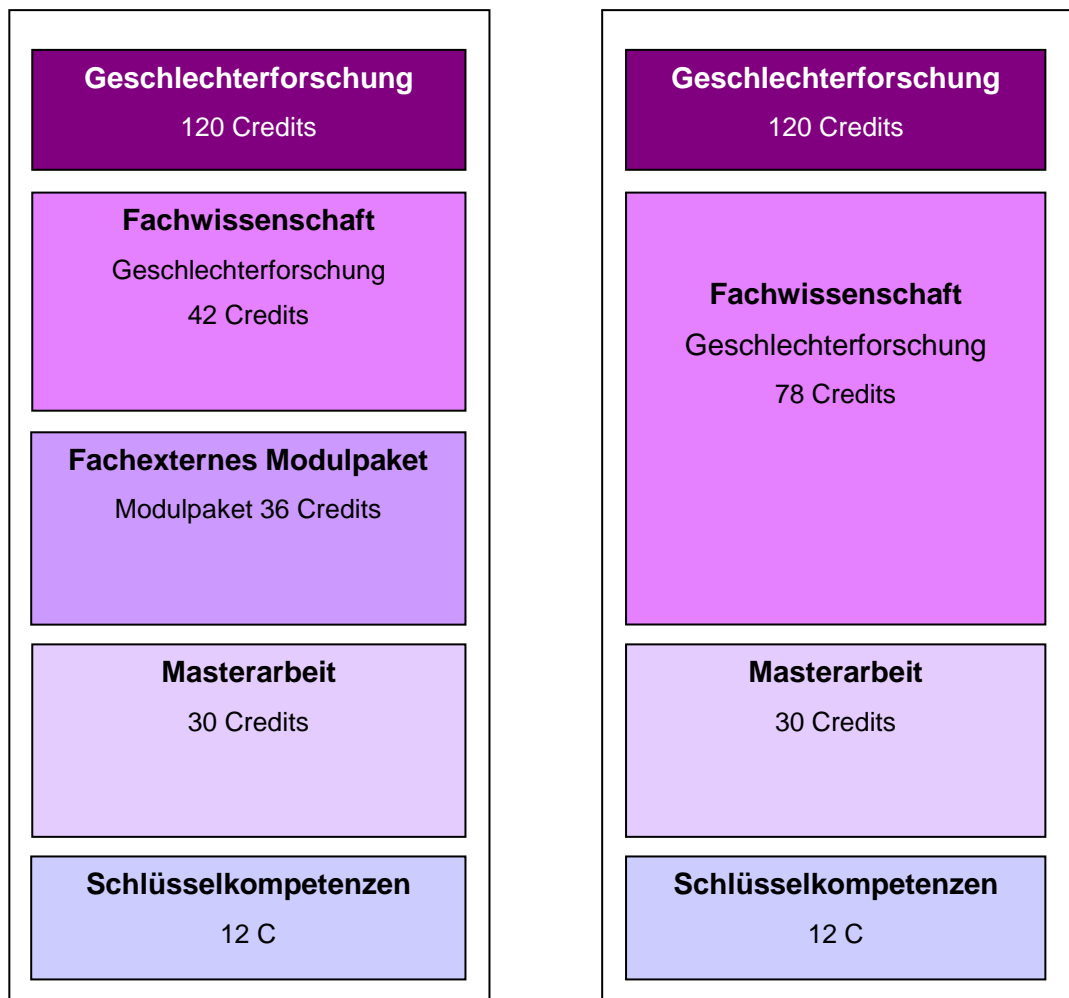 Geschlechterforschung
120 Credits
Fachwissenschaft
Geschlechterforschung
42 Credits
Fachexternes Modulpaket
Modulpaket 36 Credits
Masterarbeit
30 Credits
Schlüsselkompetenzen
12 C
Geschlechterforschung
120 Credits
Fachwissenschaft
Geschlechterforschung
78 Credits
Masterarbeit
30 Credits
Schlüsselkompetenzen
12 C